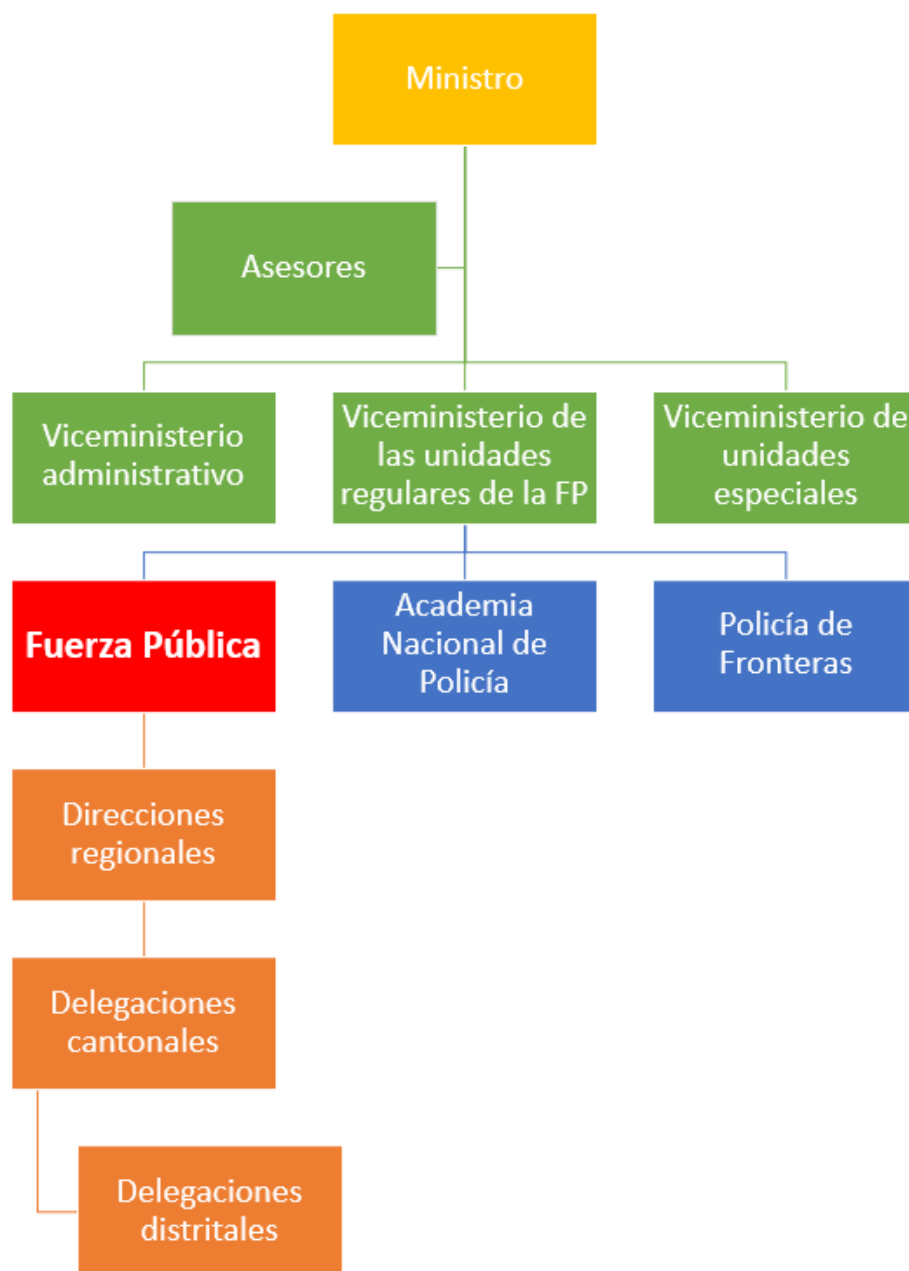 Ministro
Asesores
Viceministerio
administrativo
Viceministerio de
las unidades
regulares de la FP
Viceministerio de
unidades
especiales
Fuerza Pública
Academia
Nacional de
Policía
Policía de
Fronteras
Direcciones
regionales
Delegaciones
cantonales
Delegaciones
distritales